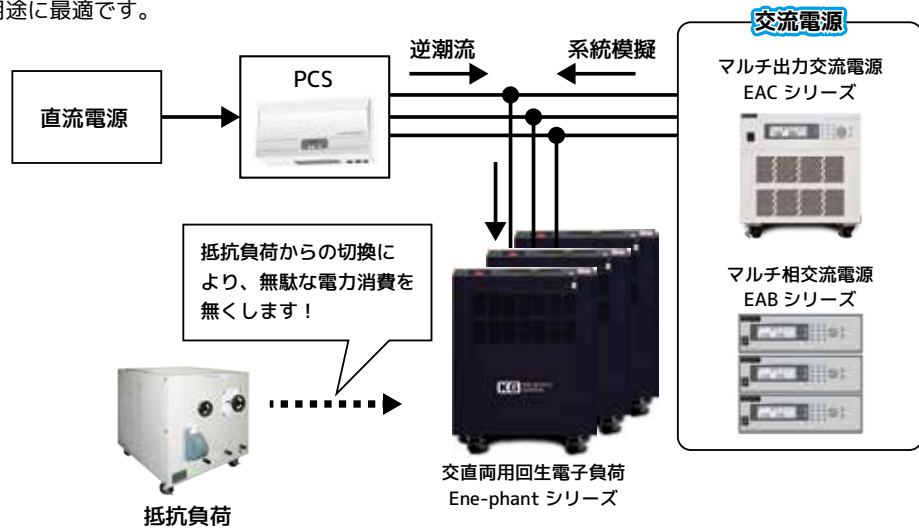 用途に最適です。
直流電源
PCS
逆潮流
系統模擬
交流電源
マルチ出力交流電源
EAC シリーズ
マルチ相交流電源
EAB シリーズ
抵抗負荷からの切換に
より、無駄な電力消費を
無くします！
KG
抵抗負荷
交直両用回生電子負荷
Ene-phant シリーズ